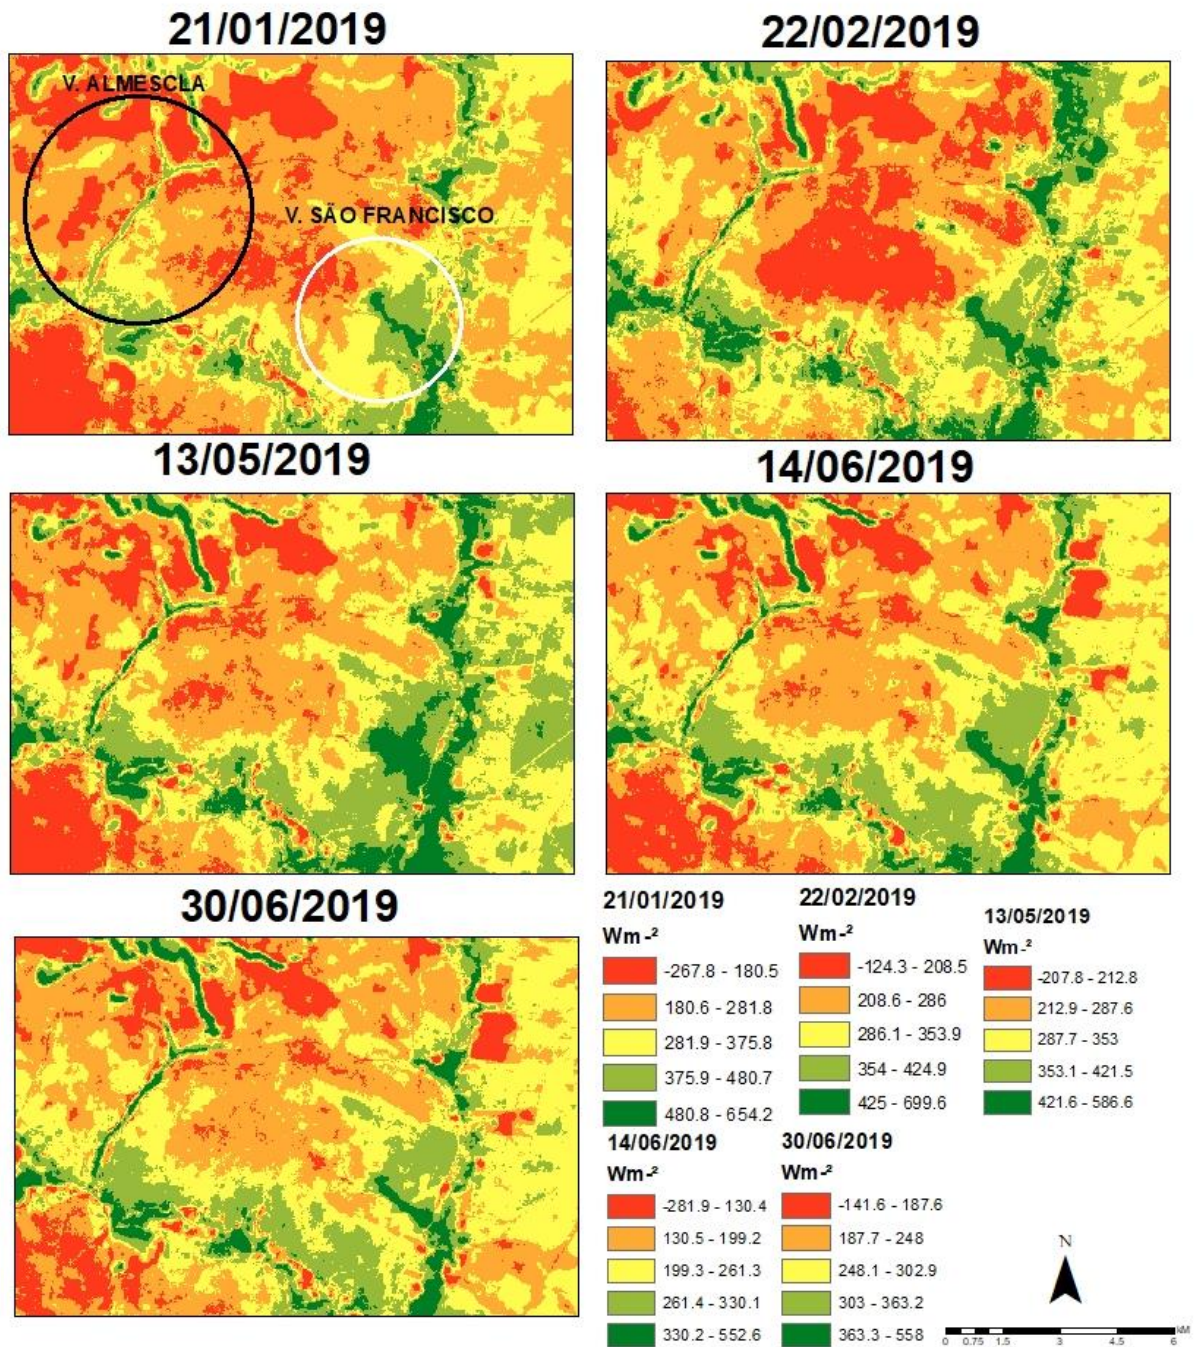 21/01/2019
22/02/2019
V. ALMESCLA
V. SÃO FRANCISCO
13/05/2019
14/06/2019
30/06/2019
21/01/2019
Wm-²
-267.8 - 180.5
180.6 - 281.8
281.9 - 375.8
375.9 - 480.7
480.8 - 654.2
22/02/2019
Wm-²
-124.3 - 208.5
208.6 - 286
286.1 - 353.9
354 - 424.9
425 - 699.6
13/05/2019
Wm-²
-207.8 - 212.8
212.9 - 287.6
287.7 - 353
353.1 - 421.5
421.6 - 586.6
14/06/2019
Wm-²
-281.9 - 130.4
130.5 - 199.2
199.3 - 261.3
261.4 - 330.1
330.2 - 552.6
30/06/2019
Wm-²
-141.6 - 187.6
187.7 - 248
248.1 - 302.9
303 - 363.2
363.3 - 558
N
kM
0 0.75 1.5 3 4.5 6